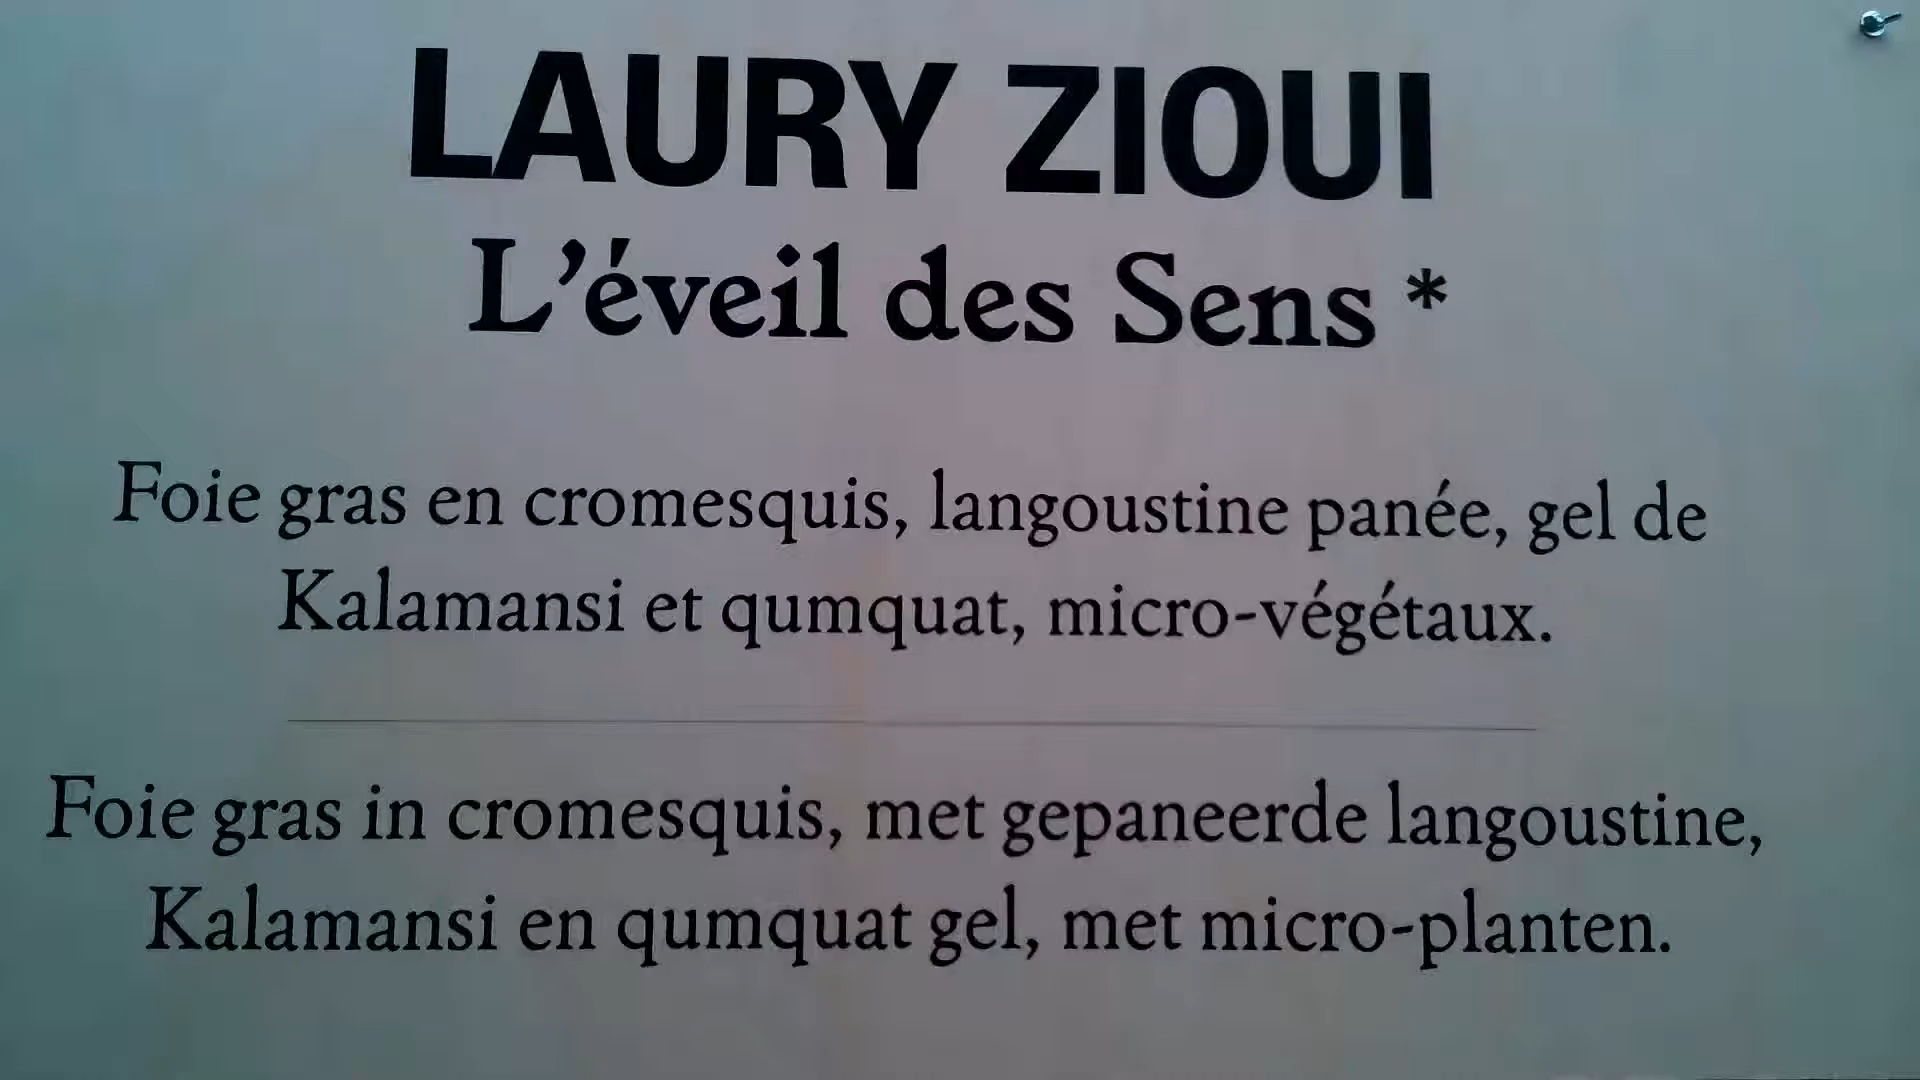 LAURY ZIOUI
L’éveil des Sens *
Foie gras en cromesquis, langoustine panée, gel de
Kalamansi et qumquat, micro-végétaux.
Foie gras in cromesquis, met gepaneerde langoustine,
Kalamansi en qumquat gel, met micro-planten.